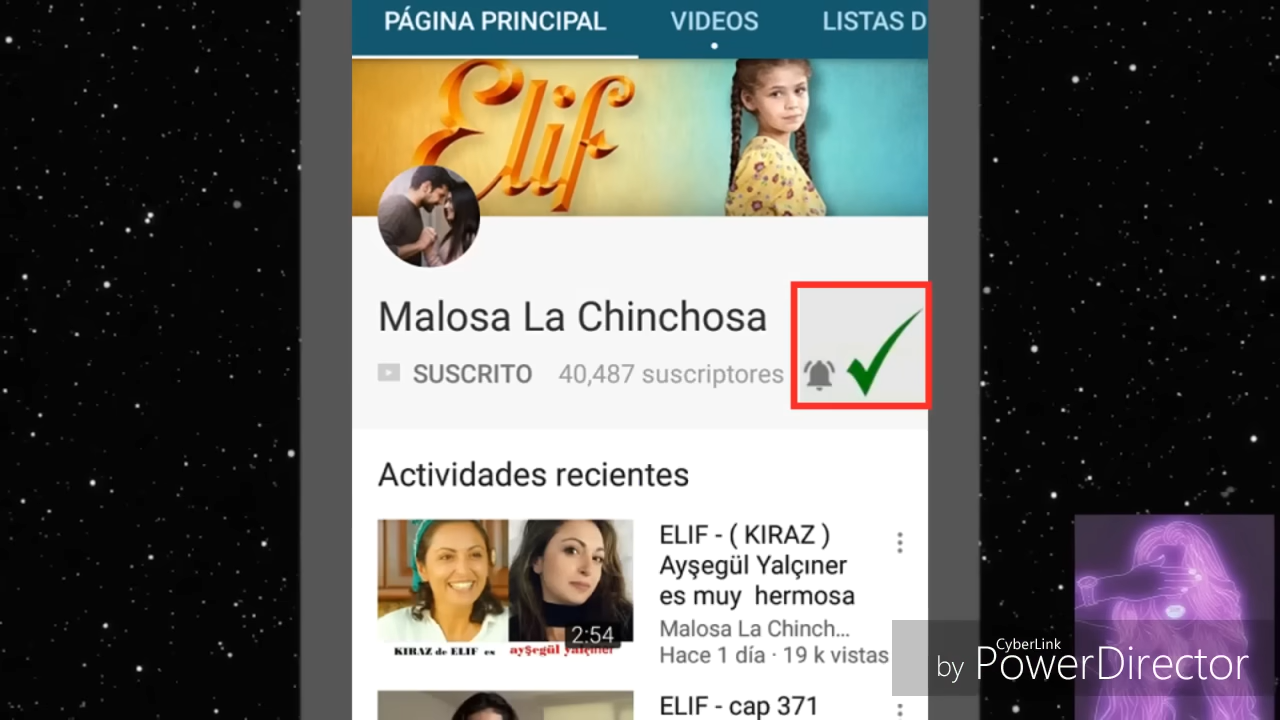 PÁGINA PRINCIPAL VIDEOS LISTAS D
Elif
Malosa La Chinchosa
SUSCRITO 40,487 suscriptores
Actividades recientes
ELIF - ( KIRAZ )
Ayşegül Yalçıner
es muy hermosa
Malosa La Chinch...
Hace 1 día · 19 k vistas
2:54
KIRAZ de ELIF es ayşegül yalçıner
ELIF - cap 371
CyberLink
by PowerDirector